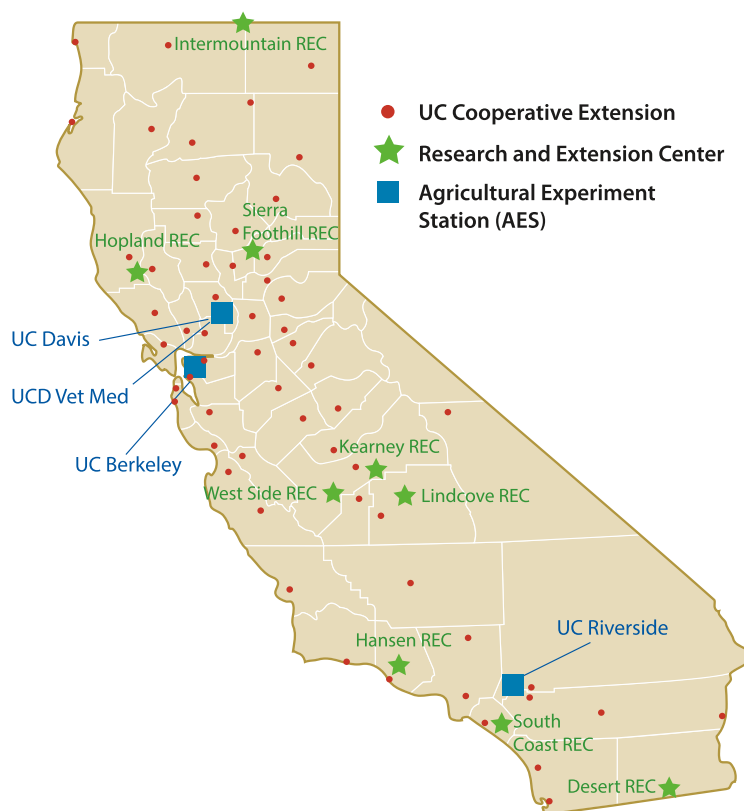 Intermountain REC
UC Cooperative Extension
Research and Extension Center
Agricultural Experiment
Station (AES)
Sierra
Foothill REC
Hopland REC
UC Davis
UCD Vet Med
UC Berkeley
Kearney REC
West Side REC
Lindcove REC
Hansen REC
UC Riverside
South
Coast REC
Desert REC